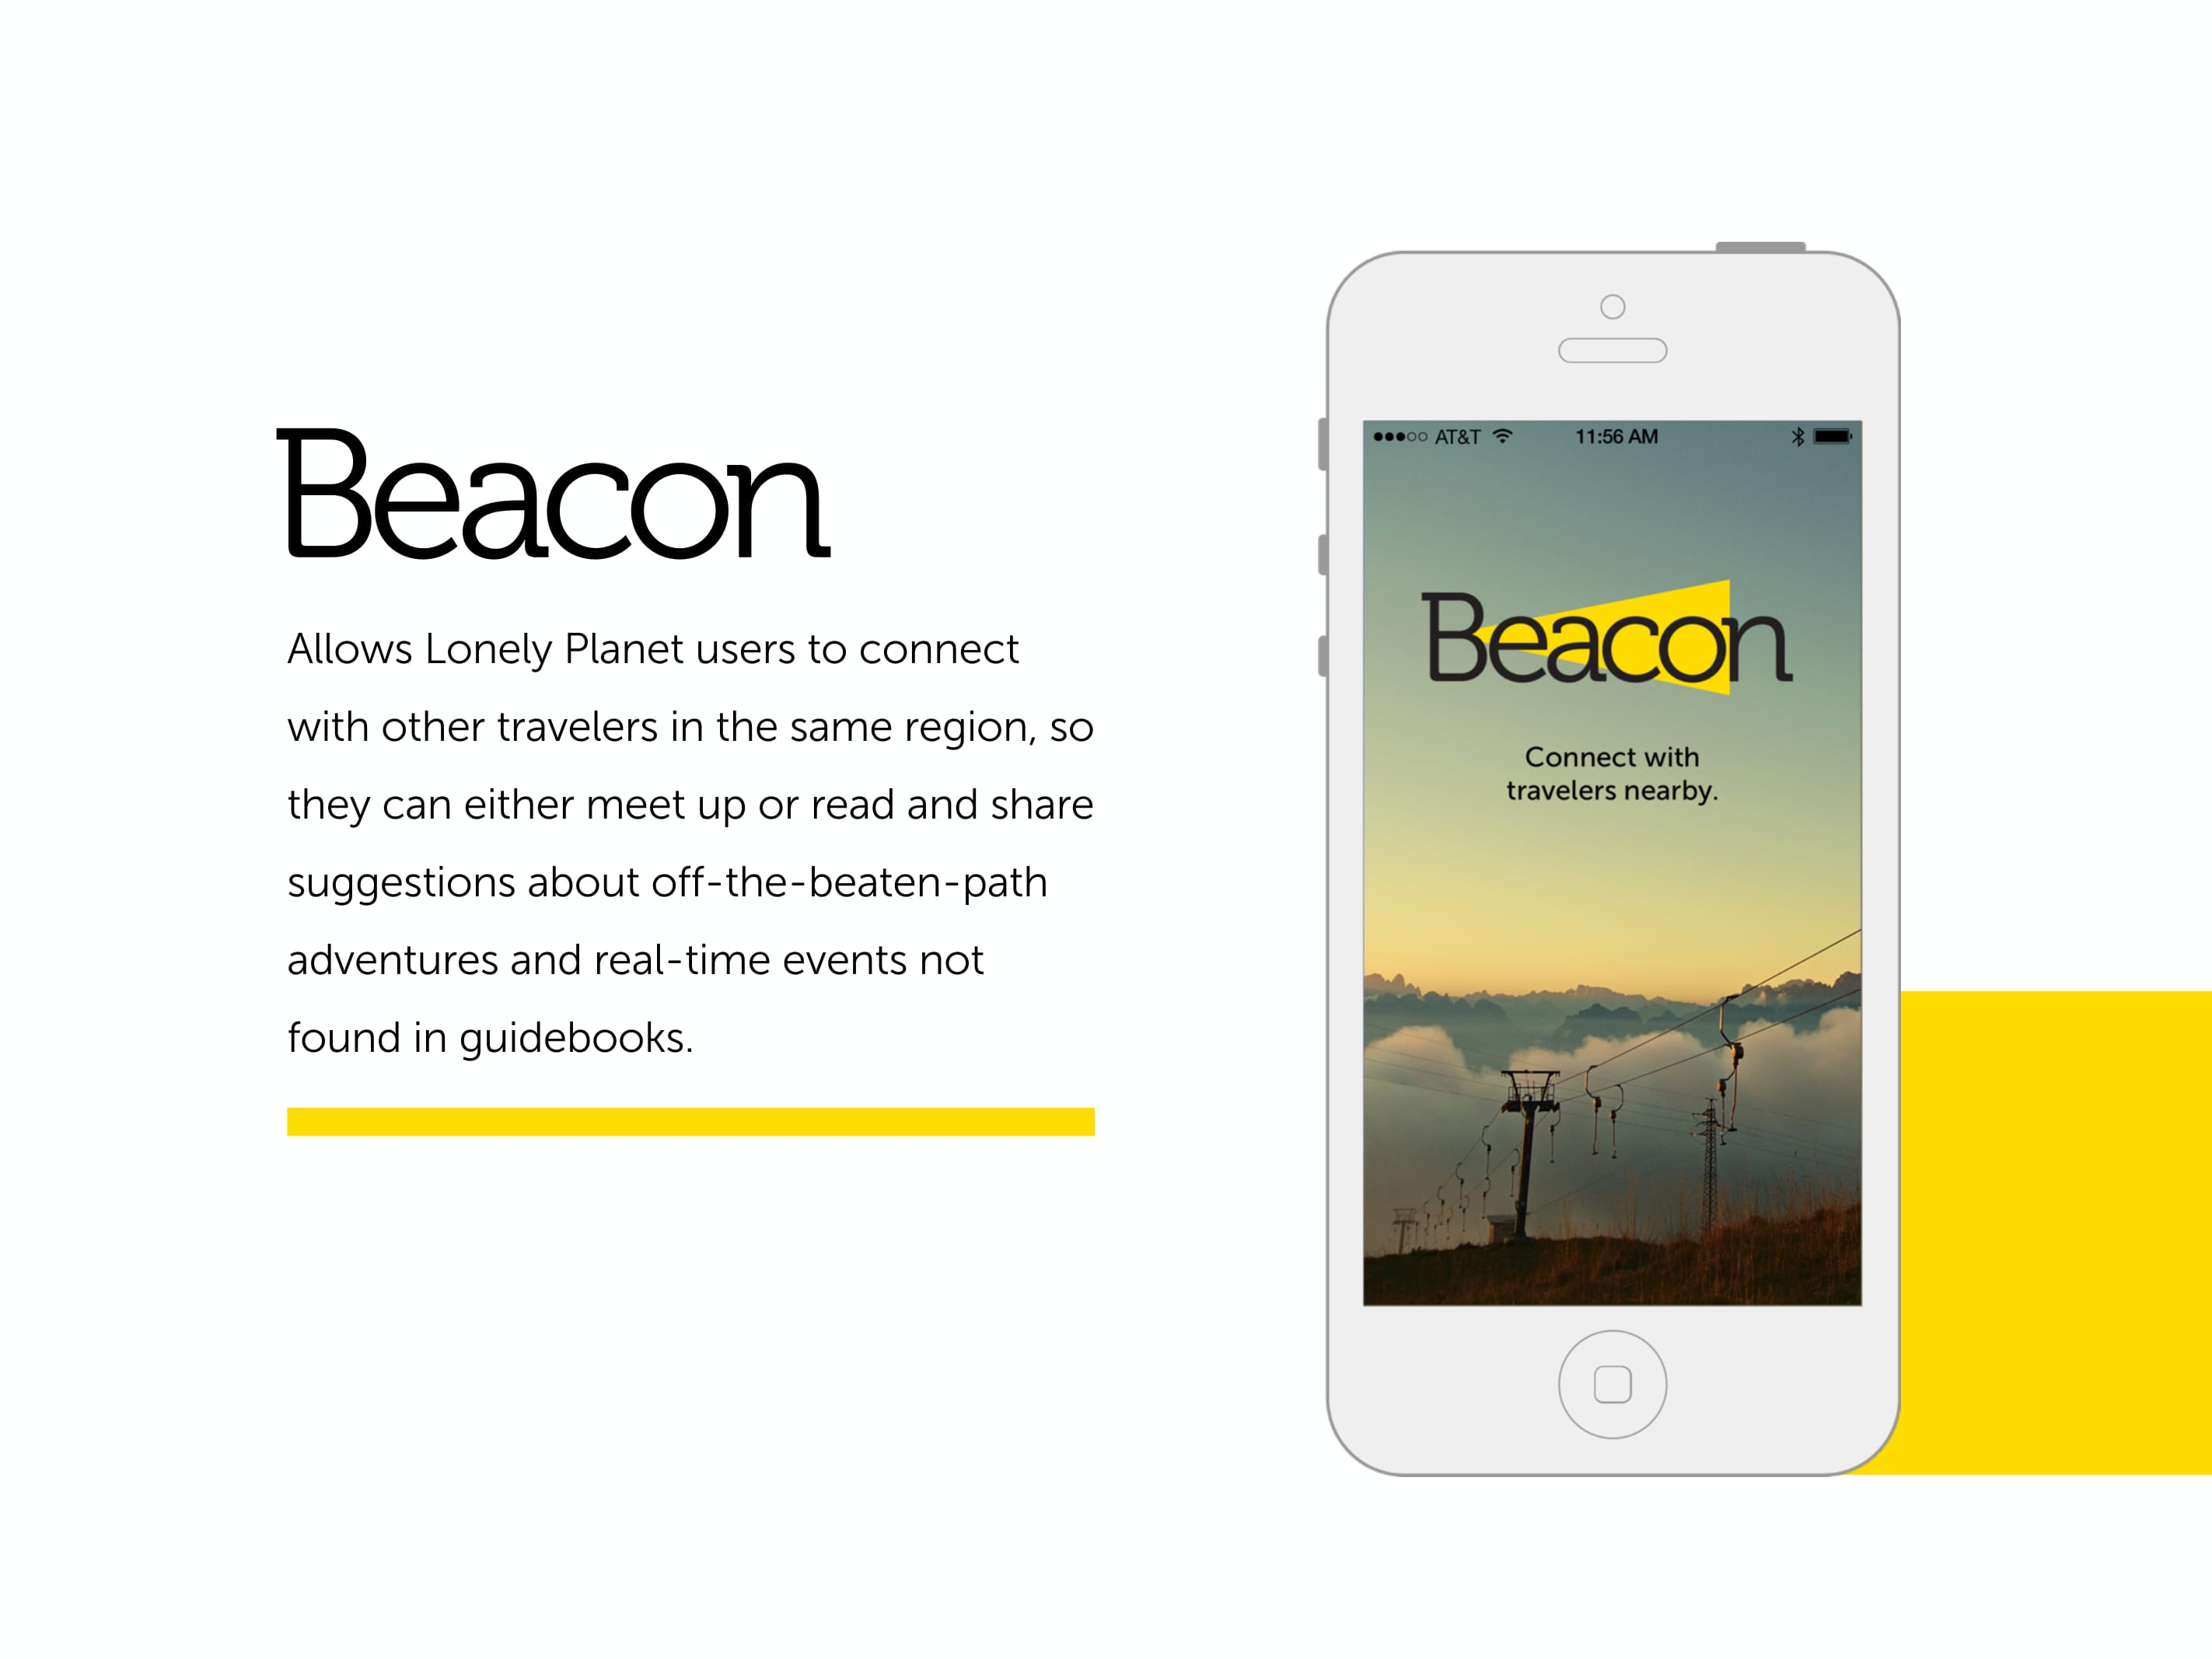 Beacon
Allows Lonely Planet users to connect
with other travelers in the same region, so
they can either meet up or read and share
suggestions about off-the-beaten-path
adventures and real-time events not
found in guidebooks.
AT&T 11:56 AM
Beacon
Connect with
travelers nearby.